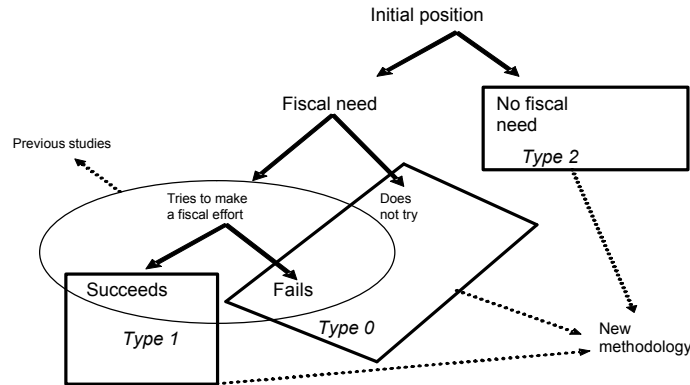 Initial position
Fiscal need
No fiscal
need
Type 2
Previous studies
Tries to make
a fiscal effort
Does
not try
Succeeds
Fails
Type 1
Type 0
New
methodology